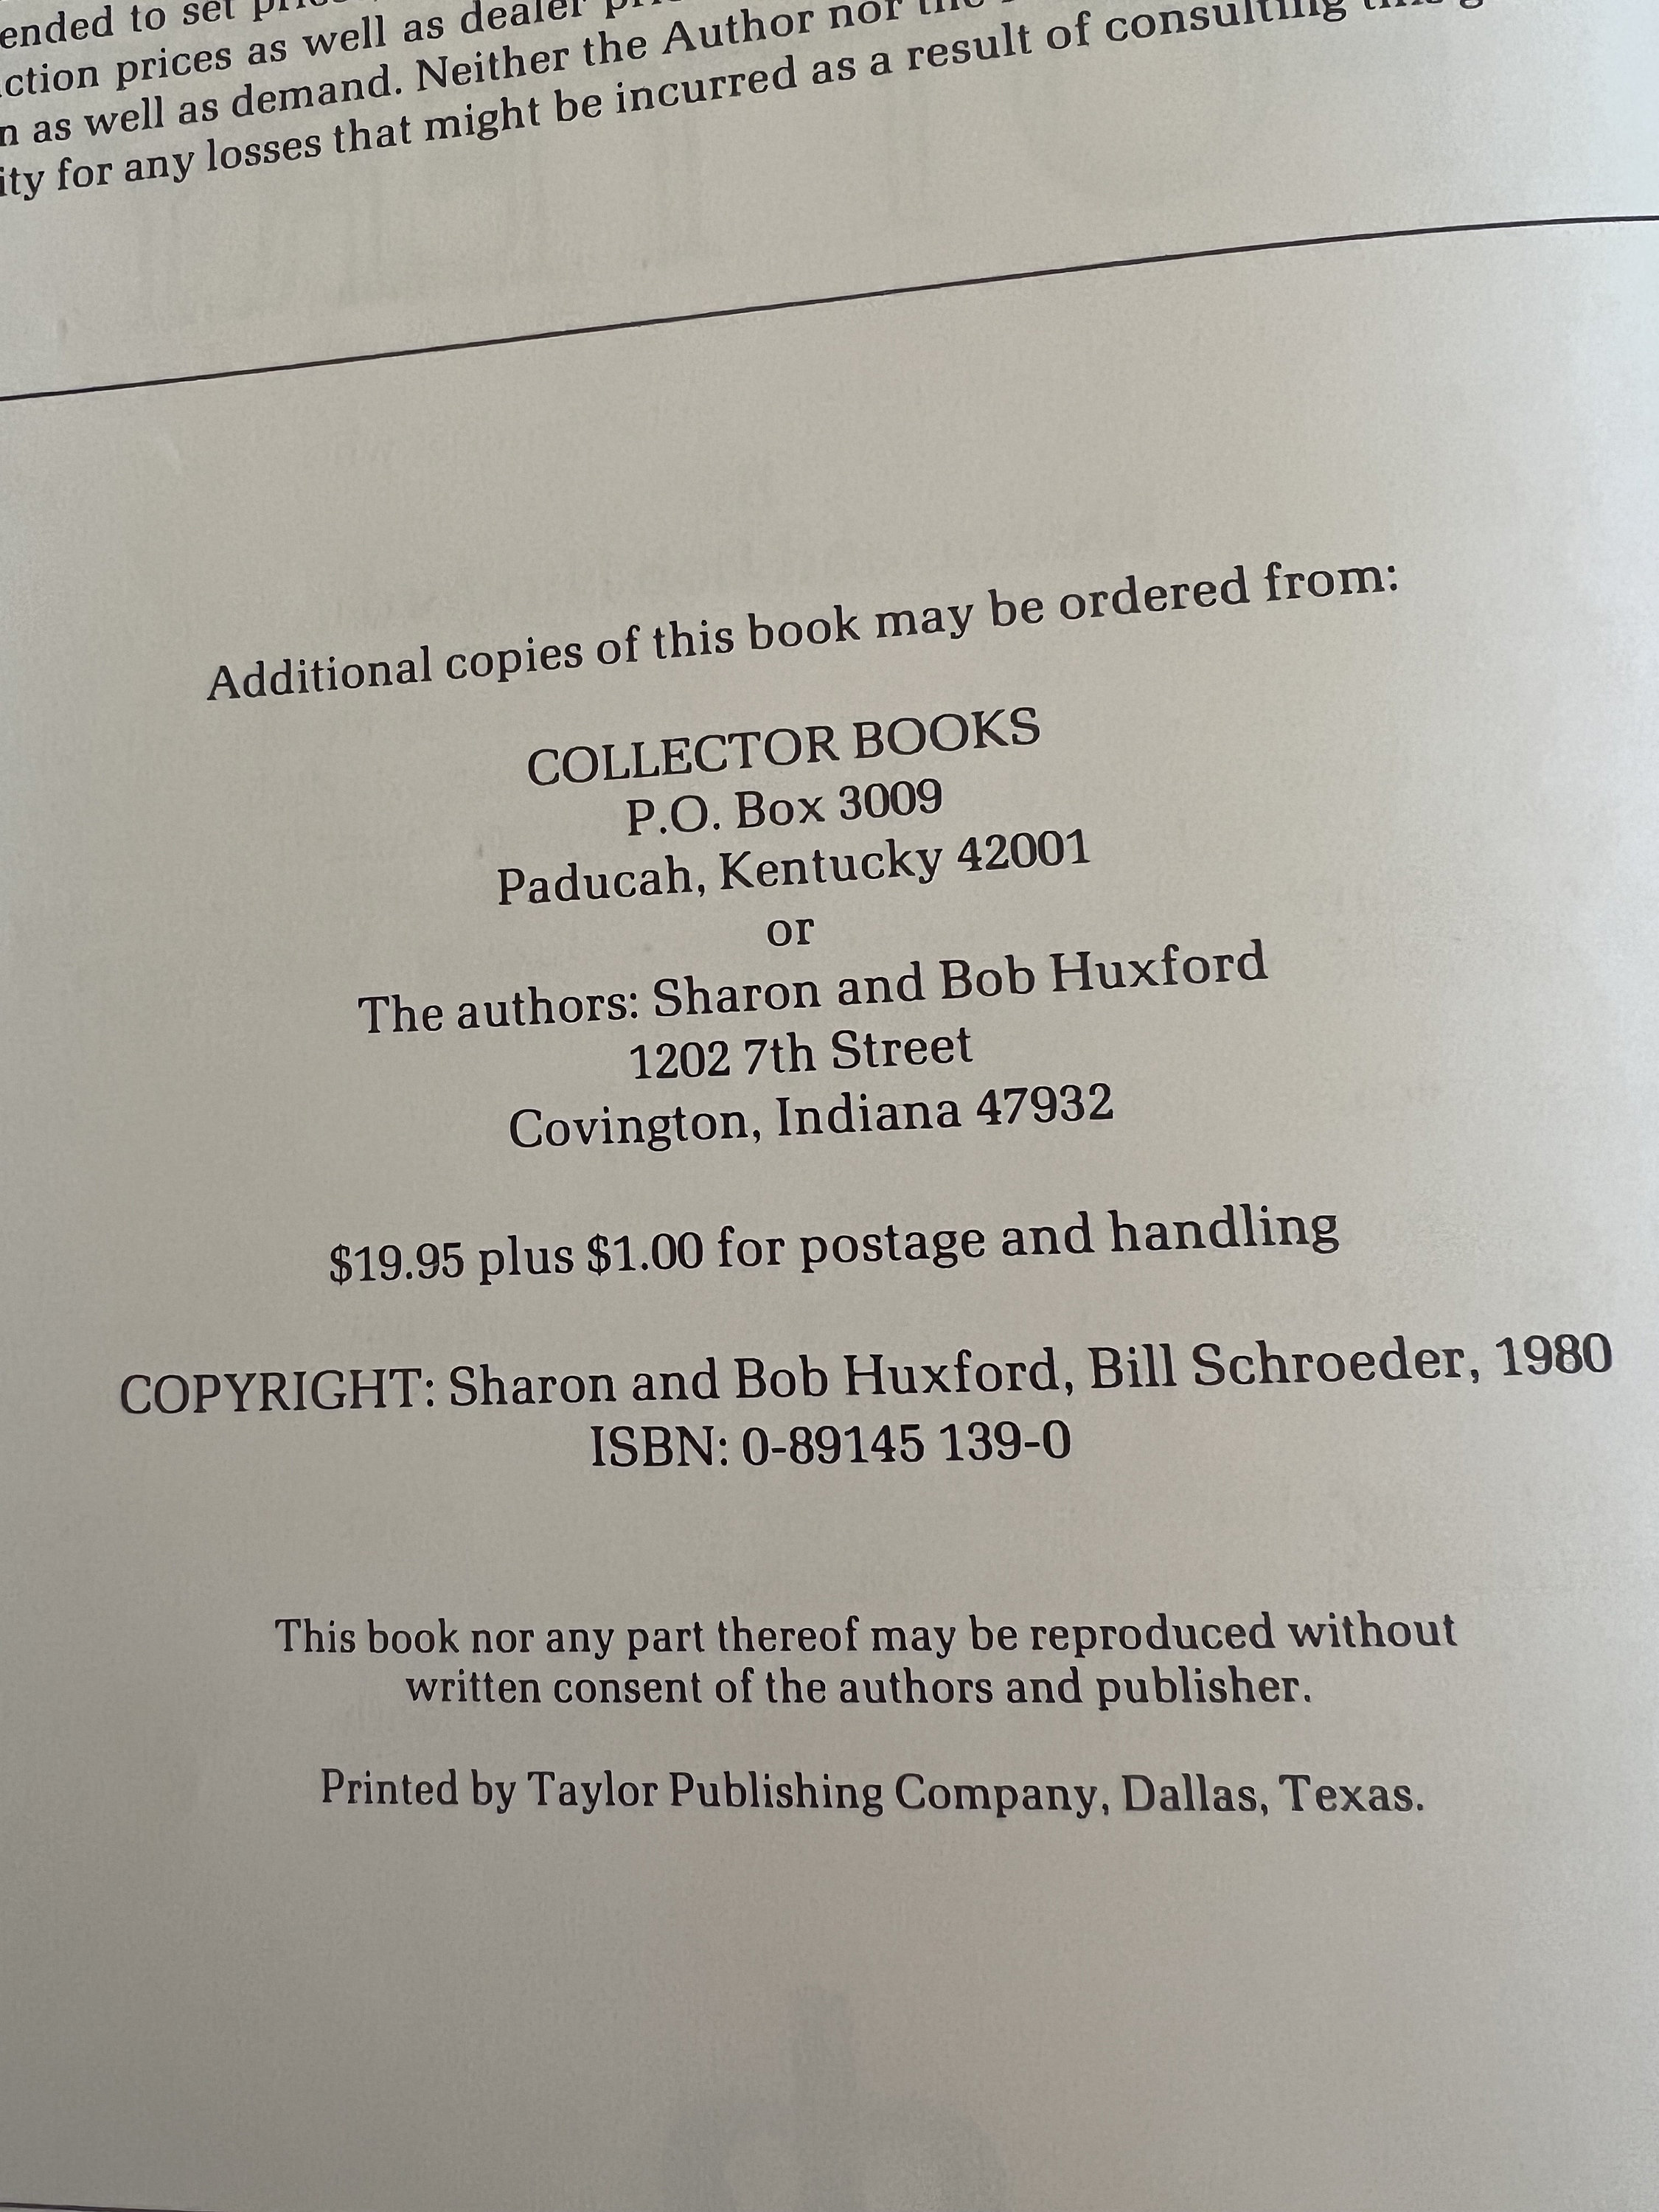 ended to set
ction prices as well as dealer
n as well as demand. Neither the Author nor
ity for any losses that might be incurred as a result of consulting this
Additional copies of this book may be ordered from:
COLLECTOR BOOKS
P.O. Box 3009
Paducah, Kentucky 42001
or
The authors: Sharon and Bob Huxford
1202 7th Street
Covington, Indiana 47932
$19.95 plus $1.00 for postage and handling
COPYRIGHT: Sharon and Bob Huxford, Bill Schroeder, 1980
ISBN: 0-89145 139-0
This book nor any part thereof may be reproduced without
written consent of the authors and publisher.
Printed by Taylor Publishing Company, Dallas, Texas.